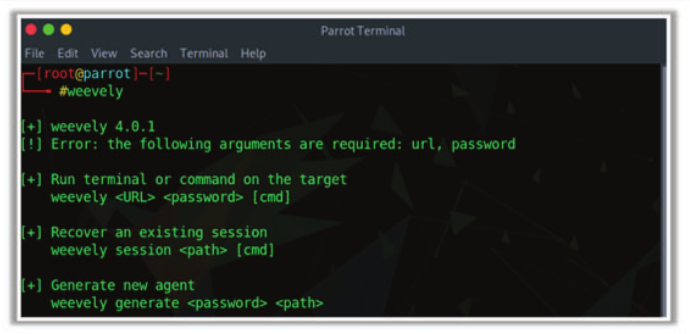 Parrot Terminal
File Edit View Search Terminal Help
[root@parrot]─[~]
#weevely
[+] weevely 4.0.1
[!] Error: the following arguments are required: url, password
[+] Run terminal or command on the target
weevely <URL> <password> [cmd]
[+] Recover an existing session
weevely session <path> [cmd]
[+] Generate new agent
weevely generate <password> <path>